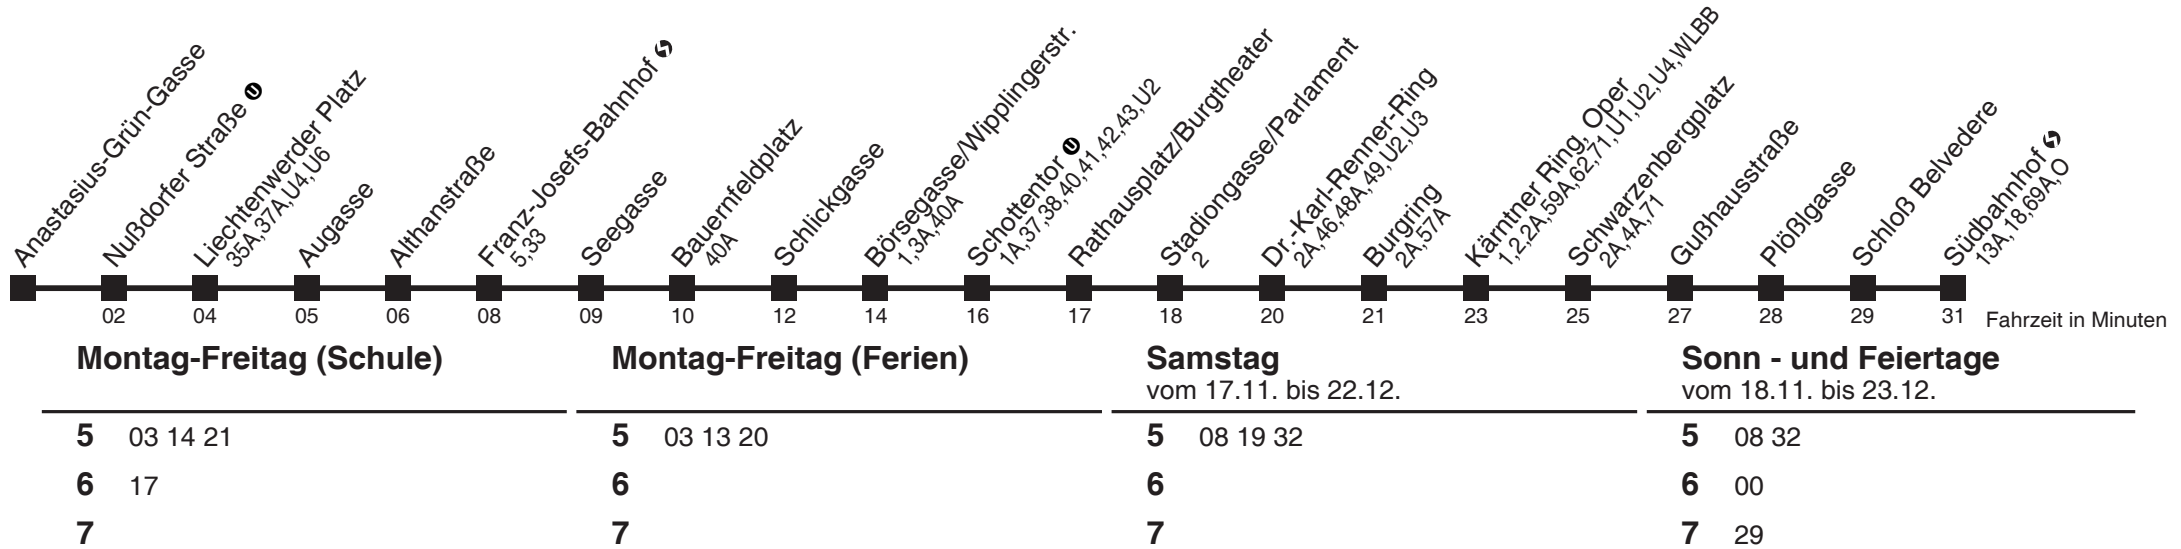 Anastasius-Grün-Gasse
Nußdorfer Straße U
Liechtenwerder Platz
35A,37A,U4,U6
Augasse
Althanstraße
Franz-Josefs-Bahnhof
5,33
Seegasse
Bauernfeldplatz
40A
Schlickgasse
Börsegasse/Wipplingerstr.
1,3A,40A
Schottentor U
1A,37,38,40,41,42,43,U2
Rathausplatz/Burgtheater
Stadiongasse/Parlament
2
Dr.-Karl-Renner-Ring
2A,46,48A,49,U2,U3
Burgring
2A,57A
Kärntner Ring, Oper
1,2,2A,59A,62,71,U1,U2,U4,WLBB
Schwarzenbergplatz
2A,4A,71
Gußhausstraße
Plößlgasse
Schloß Belvedere
Südbahnhof
13A,18,69A,O
02 04 05 06 08 09 10 12 14 16 17 18 20 21 23 25 27 28 29 31 Fahrzeit in Minuten
Montag-Freitag (Schule)
5 03 14 21
6 17
7
Montag-Freitag (Ferien)
5 03 13 20
6
7
Samstag
vom 17.11. bis 22.12.
5 08 19 32
6
7
Sonn - und Feiertage
vom 18.11. bis 23.12.
5 08 32
6 00
7 29